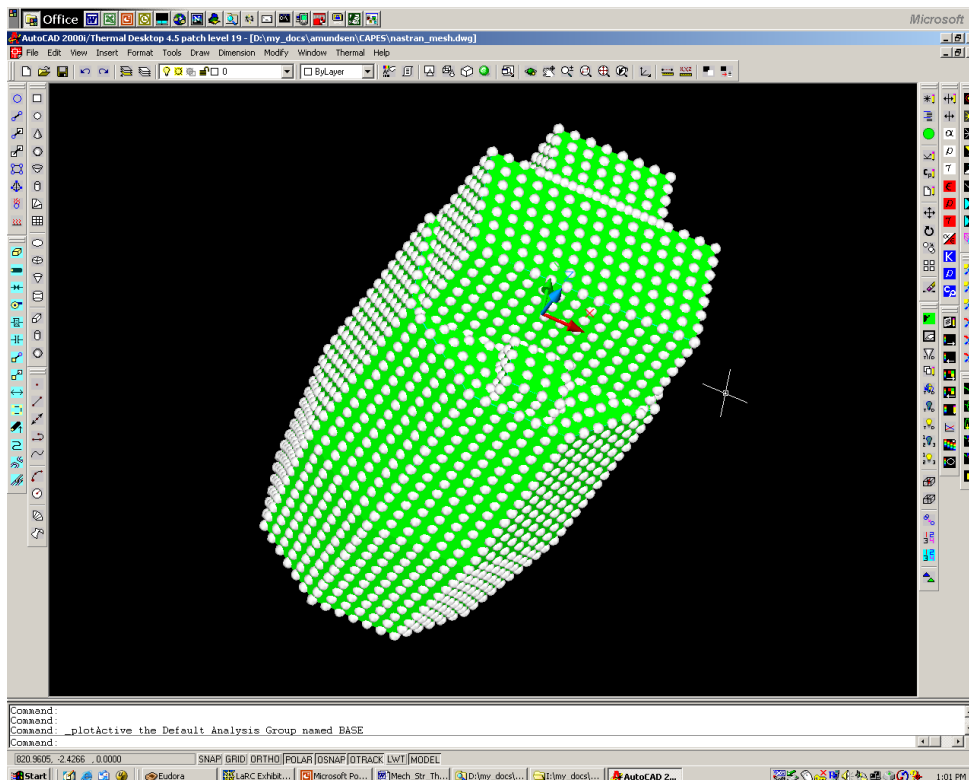 Office
Microsoft
AutoCAD 2000i/Thermal Desktop 4.5 patch level 19 - [D:\my_docs\amundsen\CAPES\nastran_mesh.dwg]
File Edit View Insert Format Tools Draw Dimension Modify Window Thermal Help
0 ByLayer
Command:
Command:
Command: _plotActive the Default Analysis Group named BASE
Command:
820.9605, -2.4266 , 0.0000 SNAP GRID ORTHO POLAR OSNAP OTRACK LWT MODEL
Start Eudora LaRC Exhibit... Microsoft Po... Mech Str Th... D:\my docs\... I:\my_docs\... AutoCAD 2... 1:01 PM